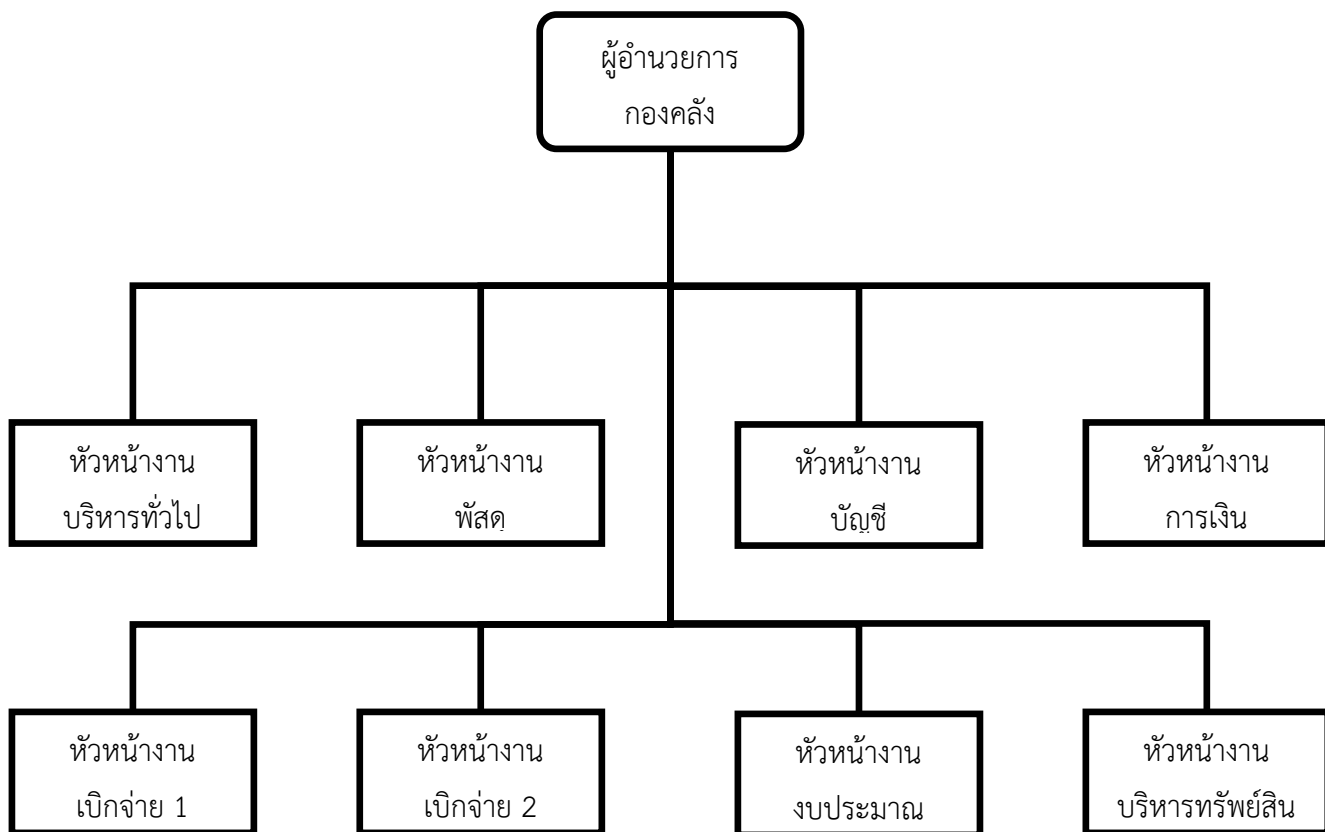 ผู้อำนวยการ
กองคลัง
หัวหน้างาน
บริหารทั่วไป
หัวหน้างาน
พัสดุ
หัวหน้างาน
บัญชี
หัวหน้างาน
การเงิน
หัวหน้างาน
เบิกจ่าย 1
หัวหน้างาน
เบิกจ่าย 2
หัวหน้างาน
งบประมาณ
หัวหน้างาน
บริหารทรัพย์สิน